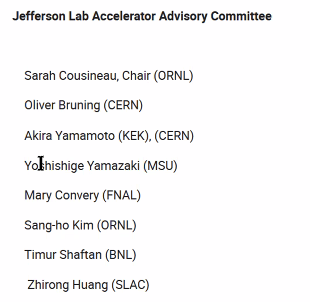 Jefferson Lab Accelerator Advisory Committee
Sarah Cousineau, Chair (ORNL)
Oliver Bruning (CERN)
Akira Yamamoto (KEK), (CERN)
Yoshishige Yamazaki (MSU)
Mary Convery (FNAL)
Sang-ho Kim (ORNL)
Timur Shaftan (BNL)
Zhirong Huang (SLAC)